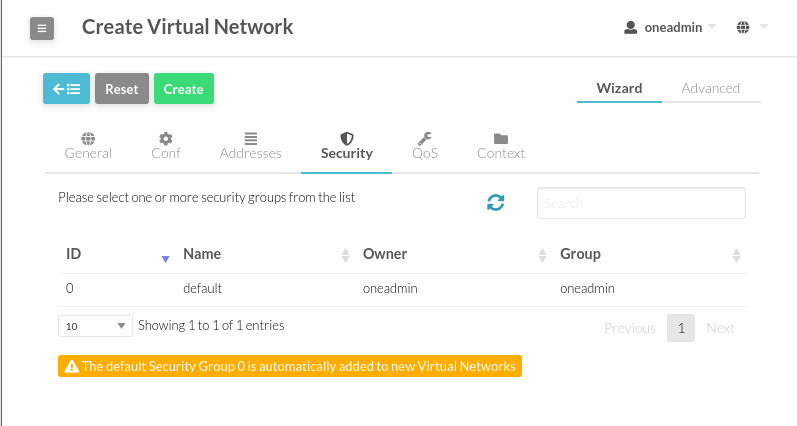 Create Virtual Network
oneadmin
Reset
Create
Wizard
Advanced
General
Conf
Addresses
Security
QoS
Context
Please select one or more security groups from the list
Search
ID
Name
Owner
Group
0
default
oneadmin
oneadmin
10
Showing 1 to 1 of 1 entries
Previous
1
Next
The default Security Group 0 is automatically added to new Virtual Networks